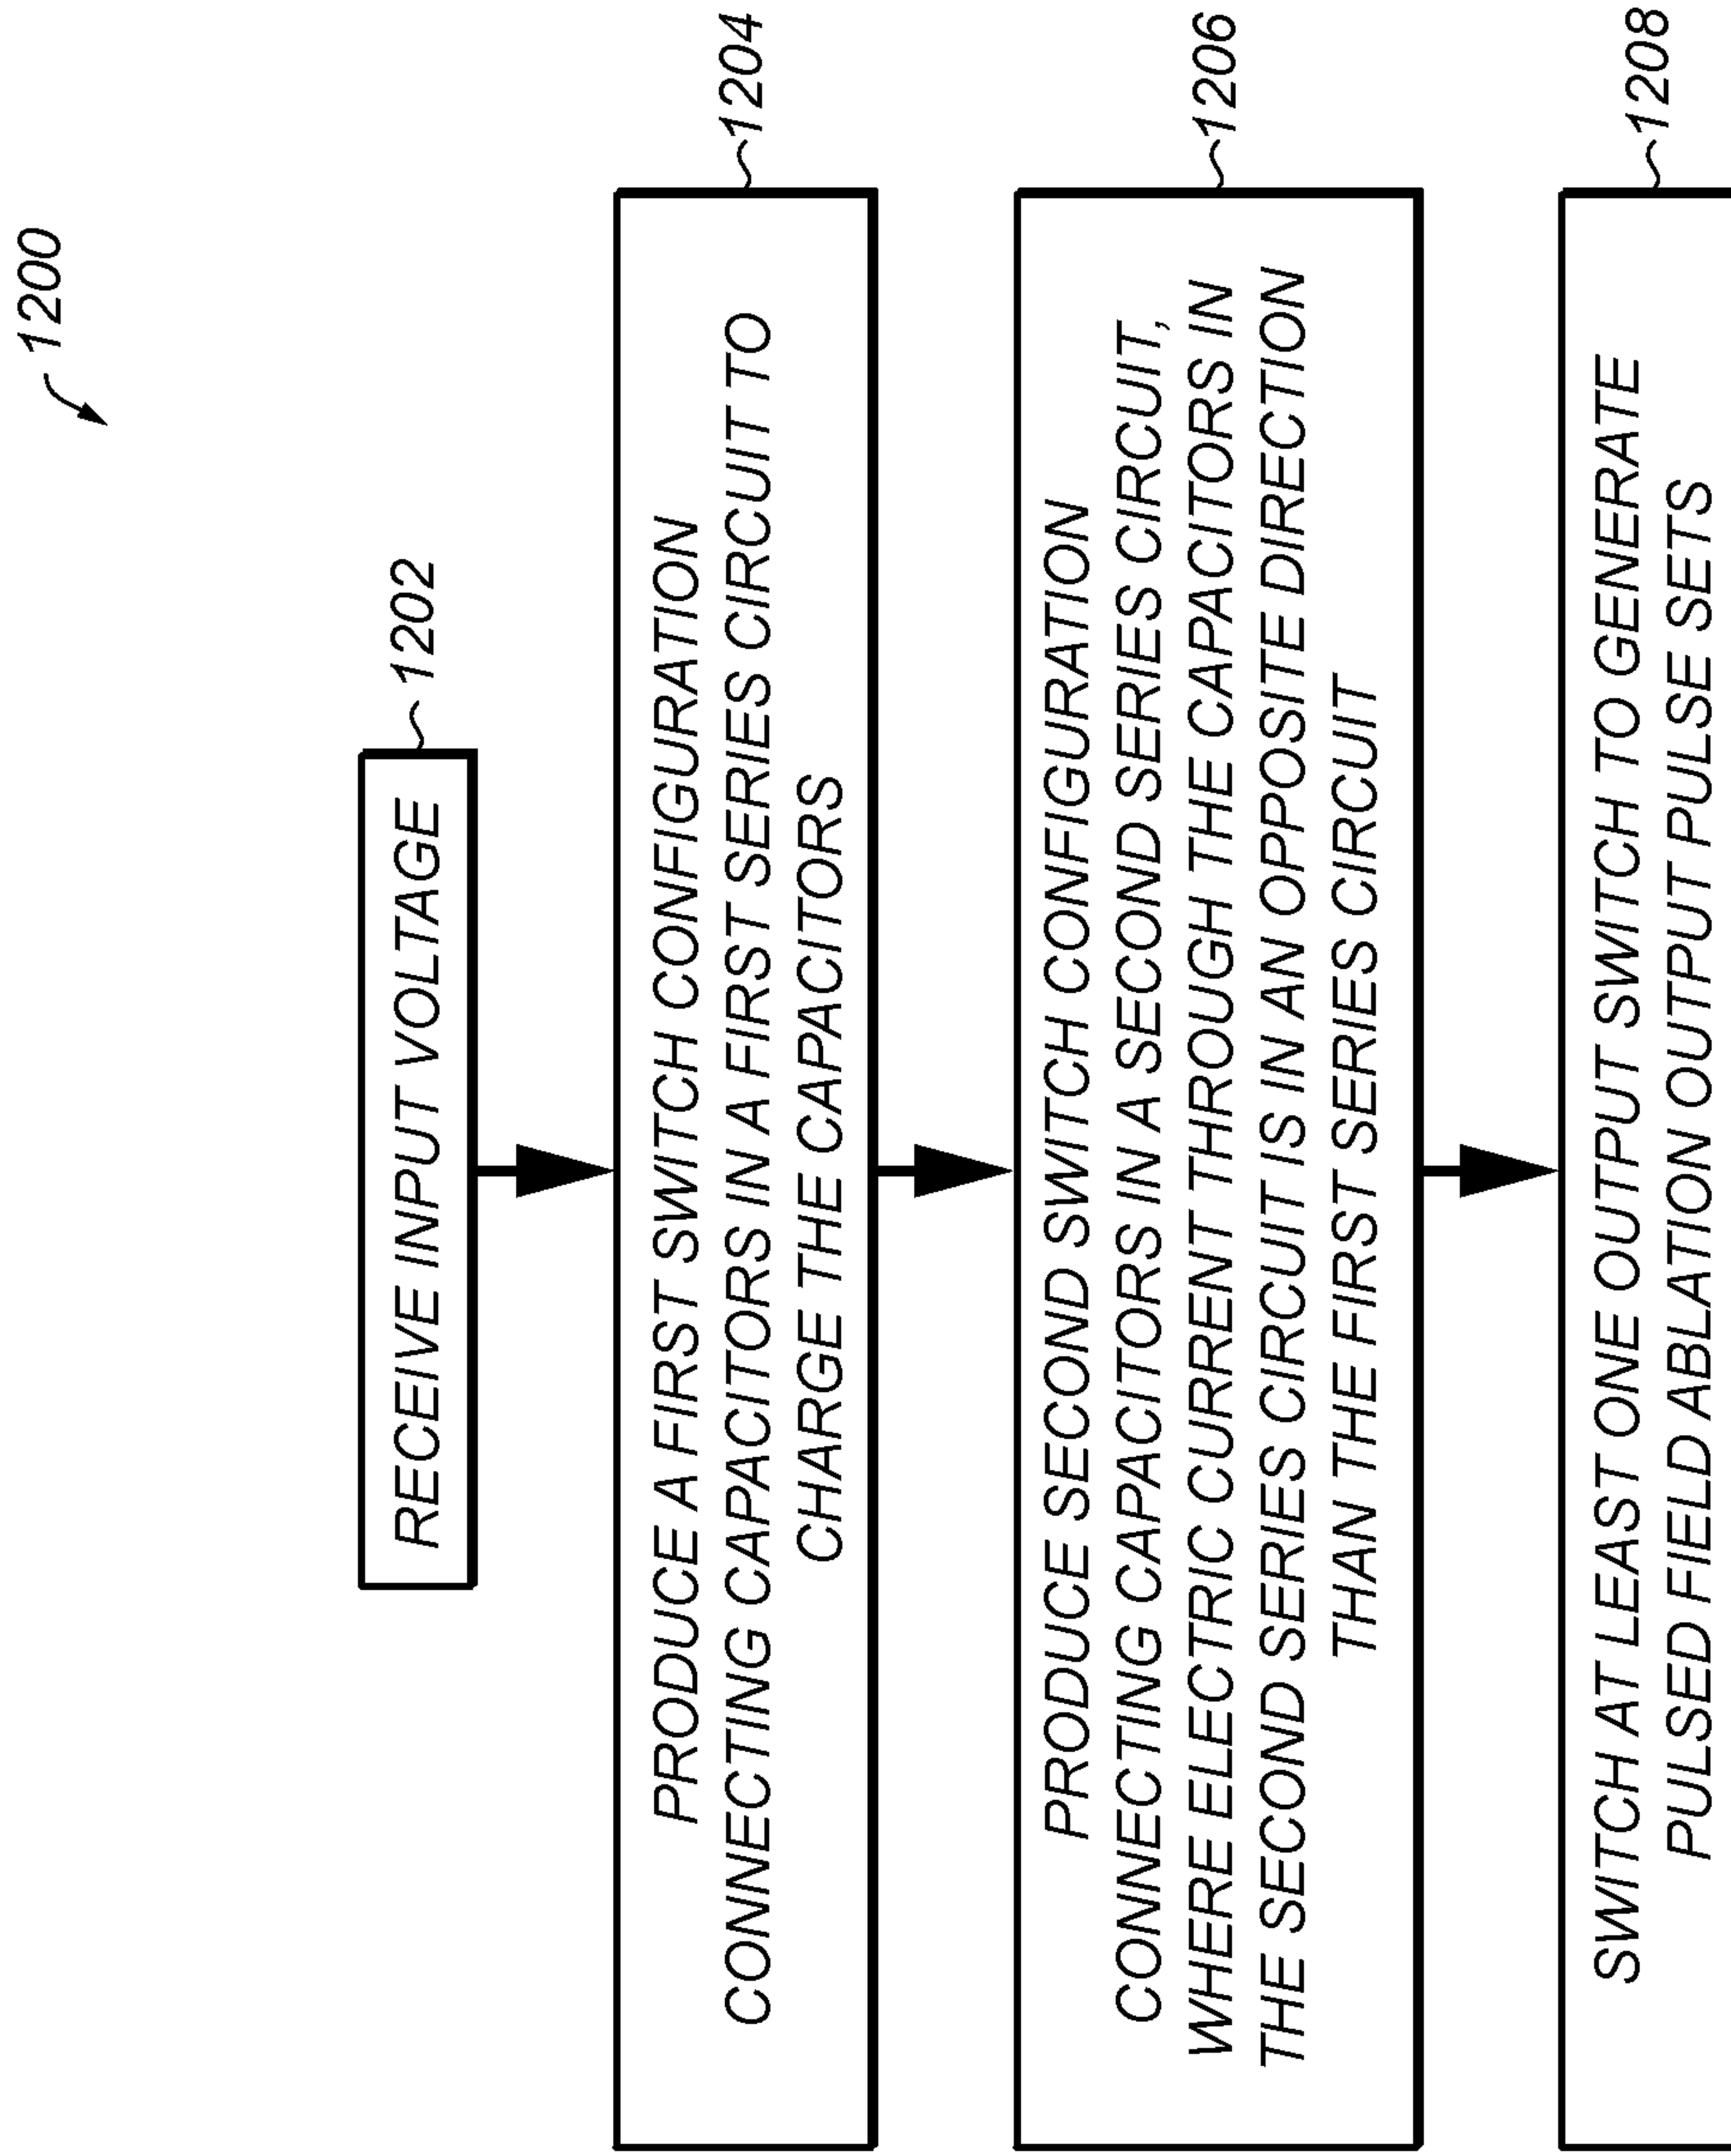 1200
RECEIVE INPUT VOLTAGE
1202
PRODUCE A FIRST SWITCH CONFIGURATION
CONNECTING CAPACITORS IN A FIRST SERIES CIRCUIT TO
CHARGE THE CAPACITORS
1204
PRODUCE SECOND SWITCH CONFIGURATION
CONNECTING CAPACITORS IN A SECOND SERIES CIRCUIT,
WHERE ELECTRIC CURRENT THROUGH THE CAPACITORS IN
THE SECOND SERIES CIRCUIT IS IN AN OPPOSITE DIRECTION
THAN THE FIRST SERIES CIRCUIT
1206
SWITCH AT LEAST ONE OUTPUT SWITCH TO GENERATE
PULSED FIELD ABLATION OUTPUT PULSE SETS
1208